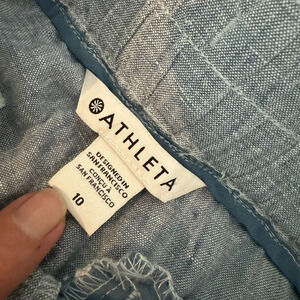 ATHLETA
DESIGNED IN
SAN FRANCISCO
CONÇU À
SAN FRANCISCO
10